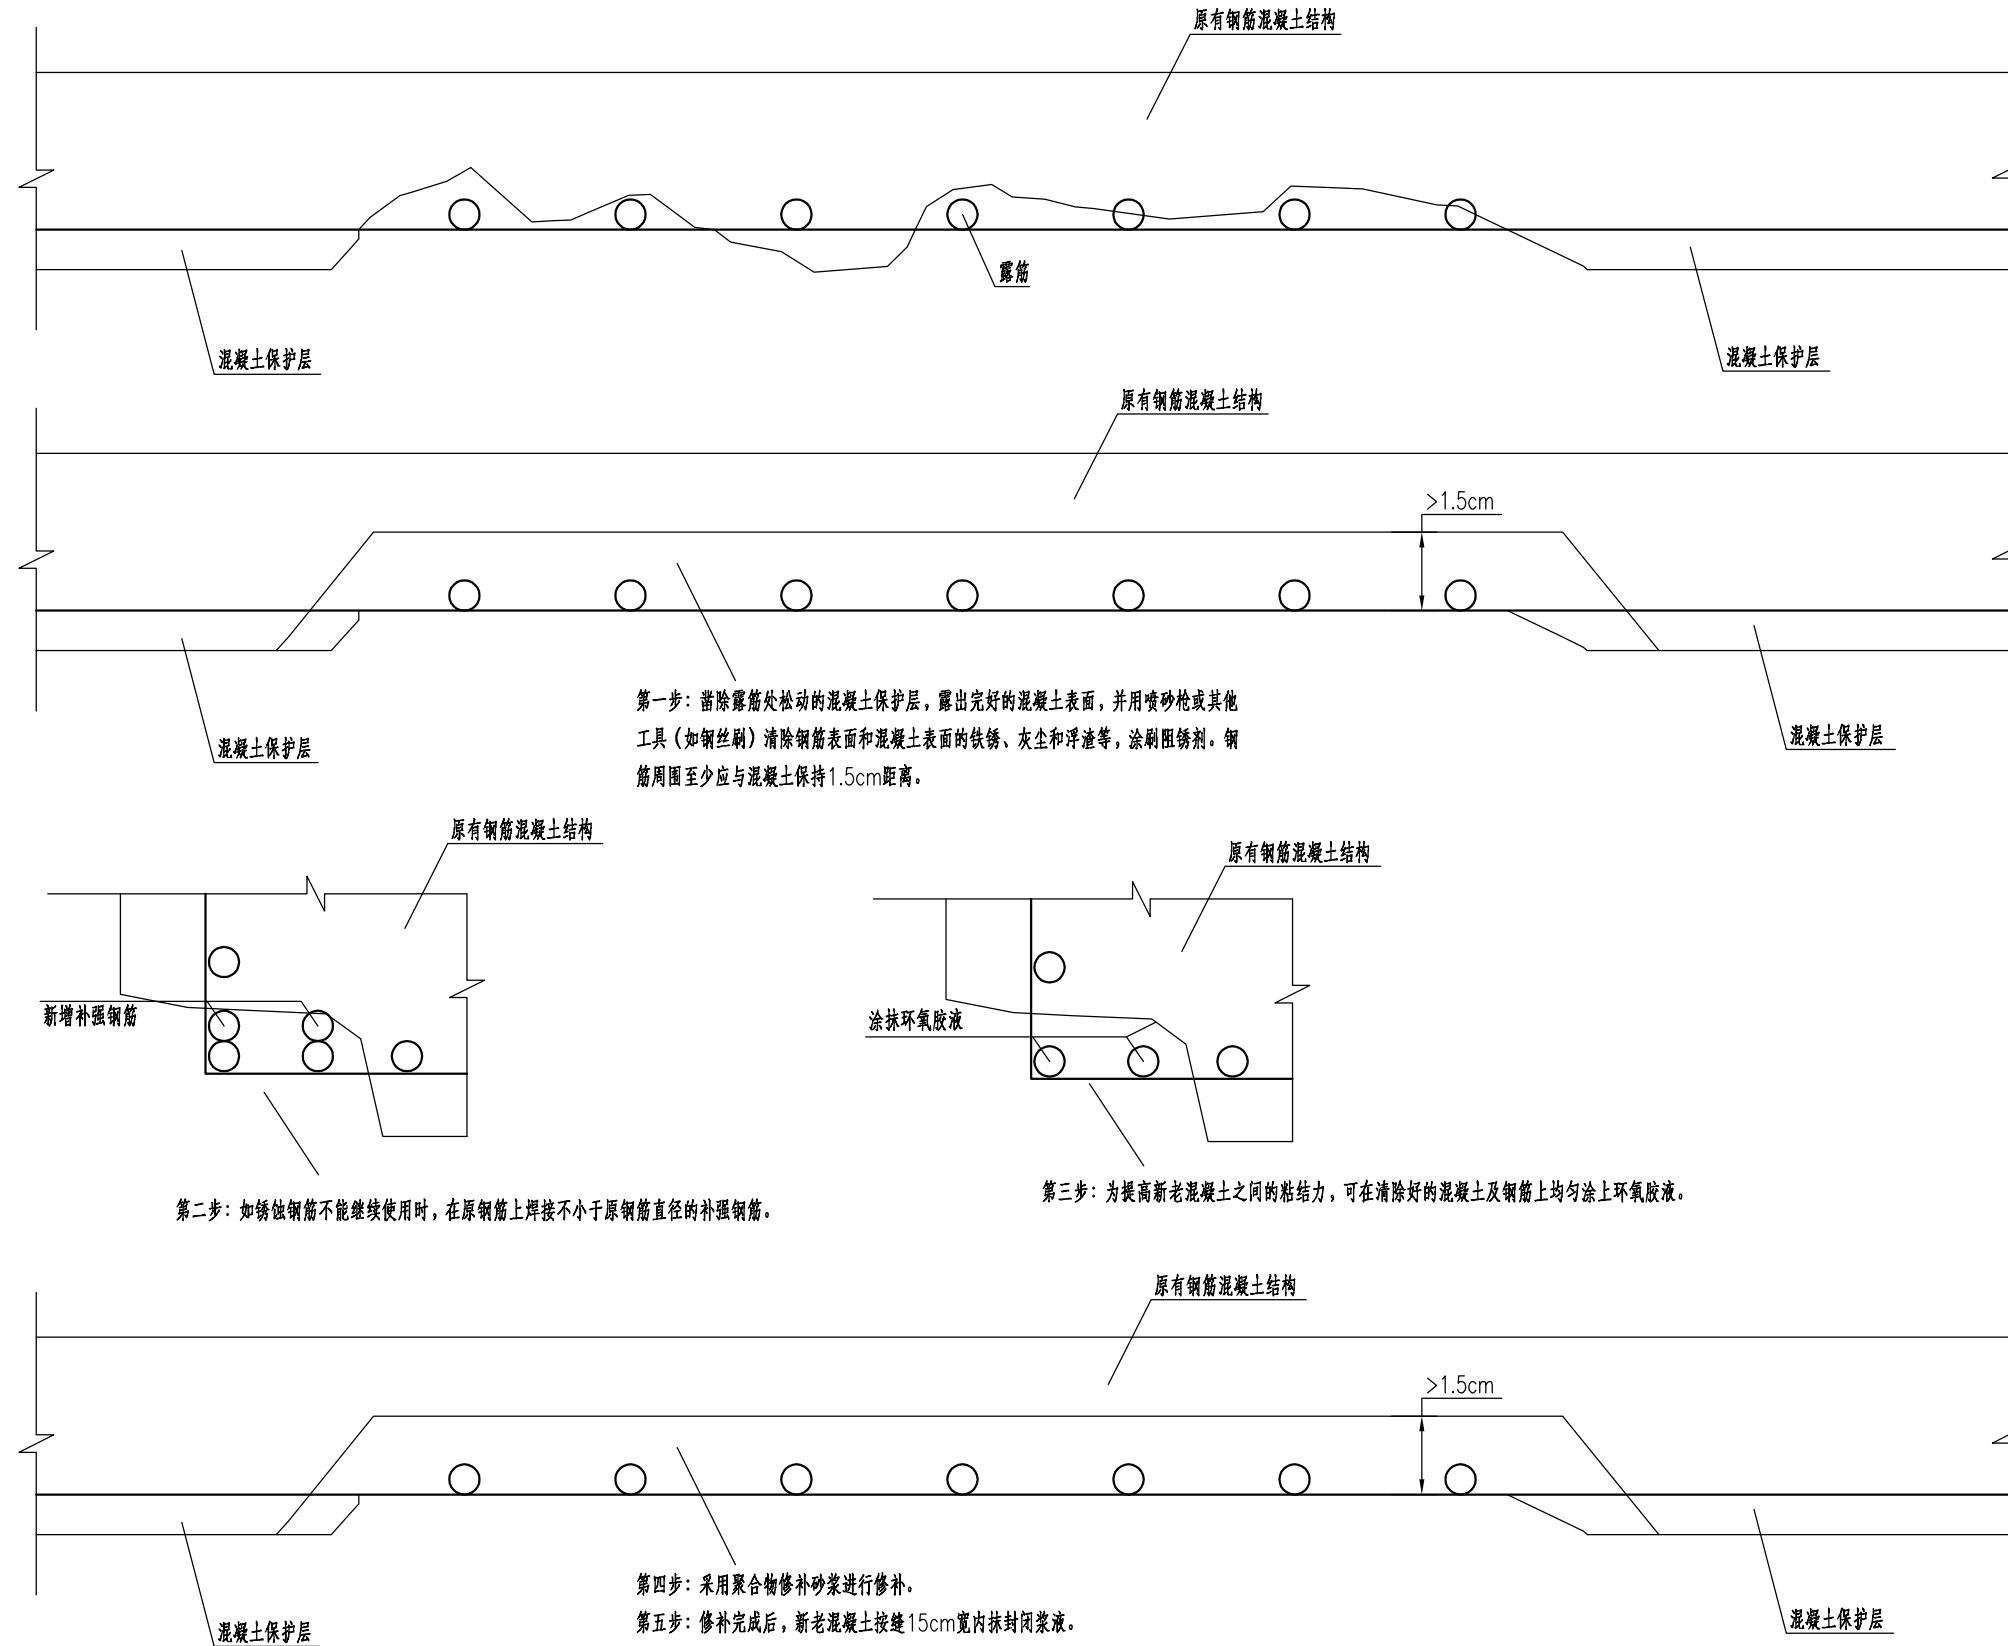 原有钢筋混凝土结构
露筋
混凝土保护层
混凝土保护层
原有钢筋混凝土结构
>1.5cm
第一步：凿除露筋处松动的混凝土保护层，露出完好的混凝土表面，并用喷砂枪或其他
工具（如钢丝刷）清除钢筋表面和混凝土表面的铁锈、灰尘和浮渣等，涂刷阻锈剂。钢
筋周围至少应与混凝土保持1.5cm距离。
混凝土保护层
混凝土保护层
原有钢筋混凝土结构
新增补强钢筋
第二步：如锈蚀钢筋不能继续使用时，在原钢筋上焊接不小于原钢筋直径的补强钢筋。
原有钢筋混凝土结构
涂抹环氧胶液
第三步：为提高新老混凝土之间的粘结力，可在清除好的混凝土及钢筋上均匀涂上环氧胶液。
原有钢筋混凝土结构
>1.5cm
第四步：采用聚合物修补砂浆进行修补。
第五步：修补完成后，新老混凝土按缝15cm宽内抹封闭浆液。
混凝土保护层
混凝土保护层